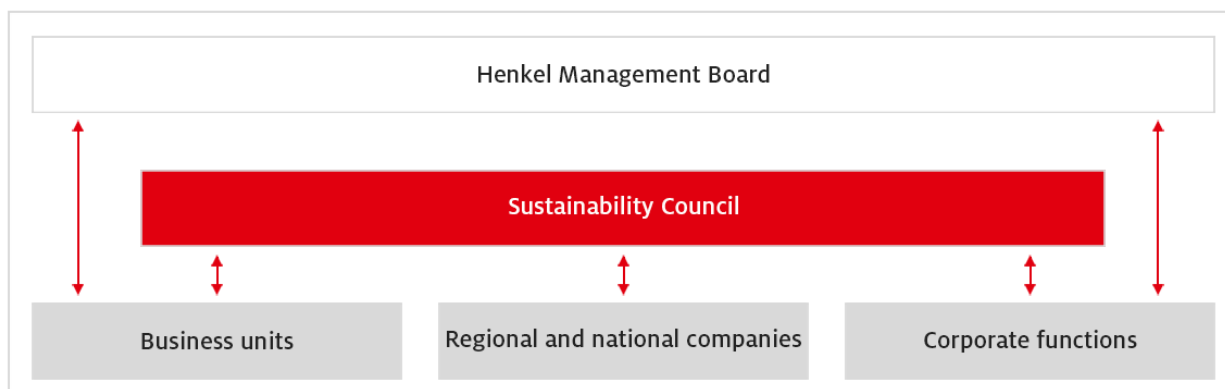 Henkel Management Board
Sustainability Council
Business units
Regional and national companies
Corporate functions